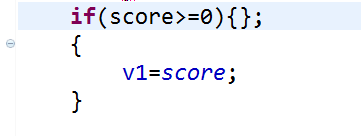 if(score>=0){};
{
v1=score;
}